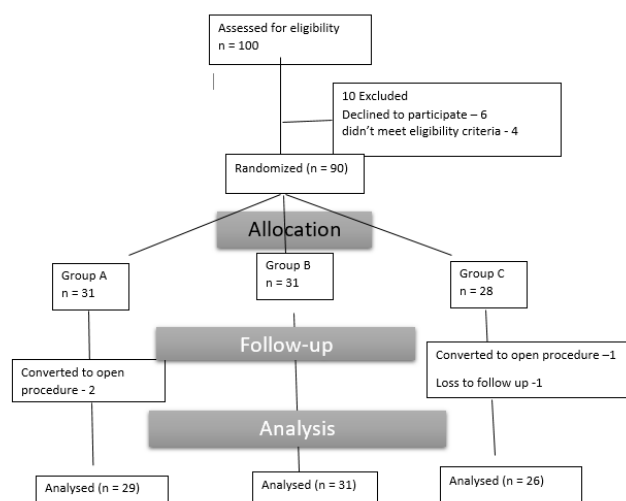 Assessed for eligibility
n = 100
10 Excluded
Declined to participate – 6
didn't meet eligibility criteria - 4
Randomized (n = 90)
Allocation
Group A
n = 31
Group B
n = 31
Group C
n = 28
Follow-up
Converted to open
procedure - 2
Converted to open procedure –1
Loss to follow up -1
Analysis
Analysed (n = 29)
Analysed (n = 31)
Analysed (n = 26)